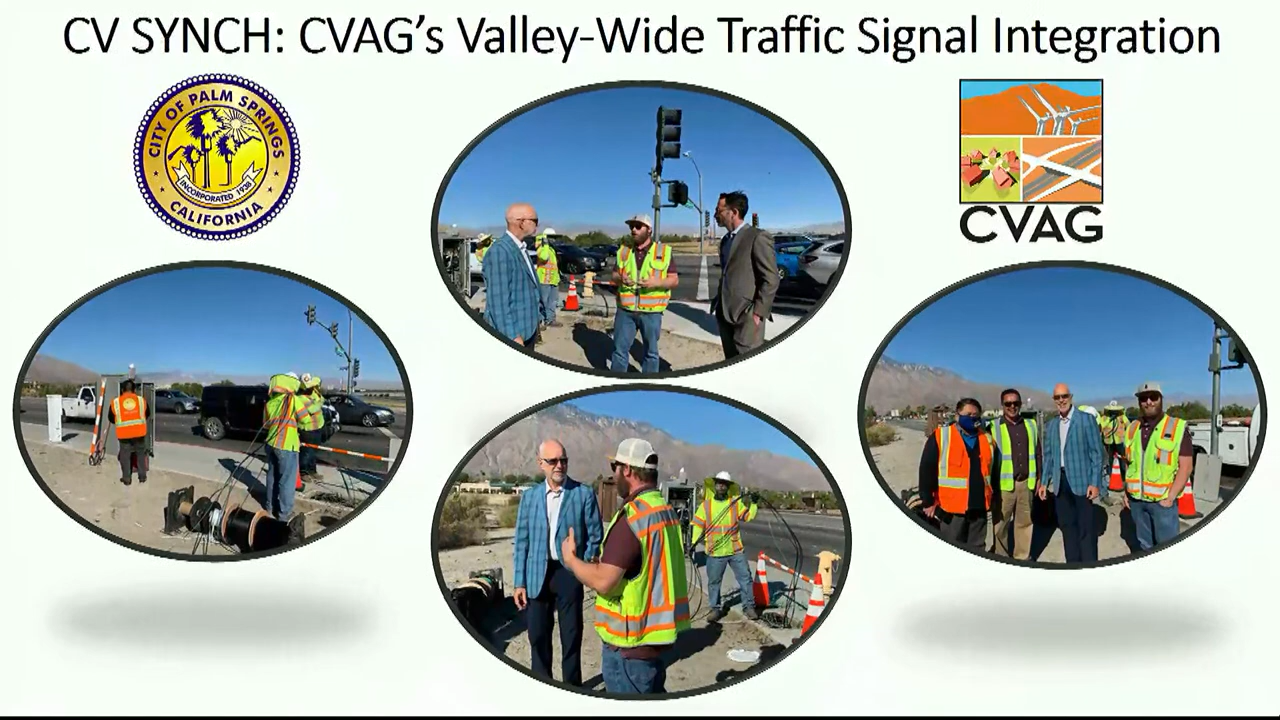 CV SYNCH: CVAG’s Valley-Wide Traffic Signal Integration
CITY OF PALM SPRINGS
INCORPORATED 1938
CALIFORNIA
CVAG